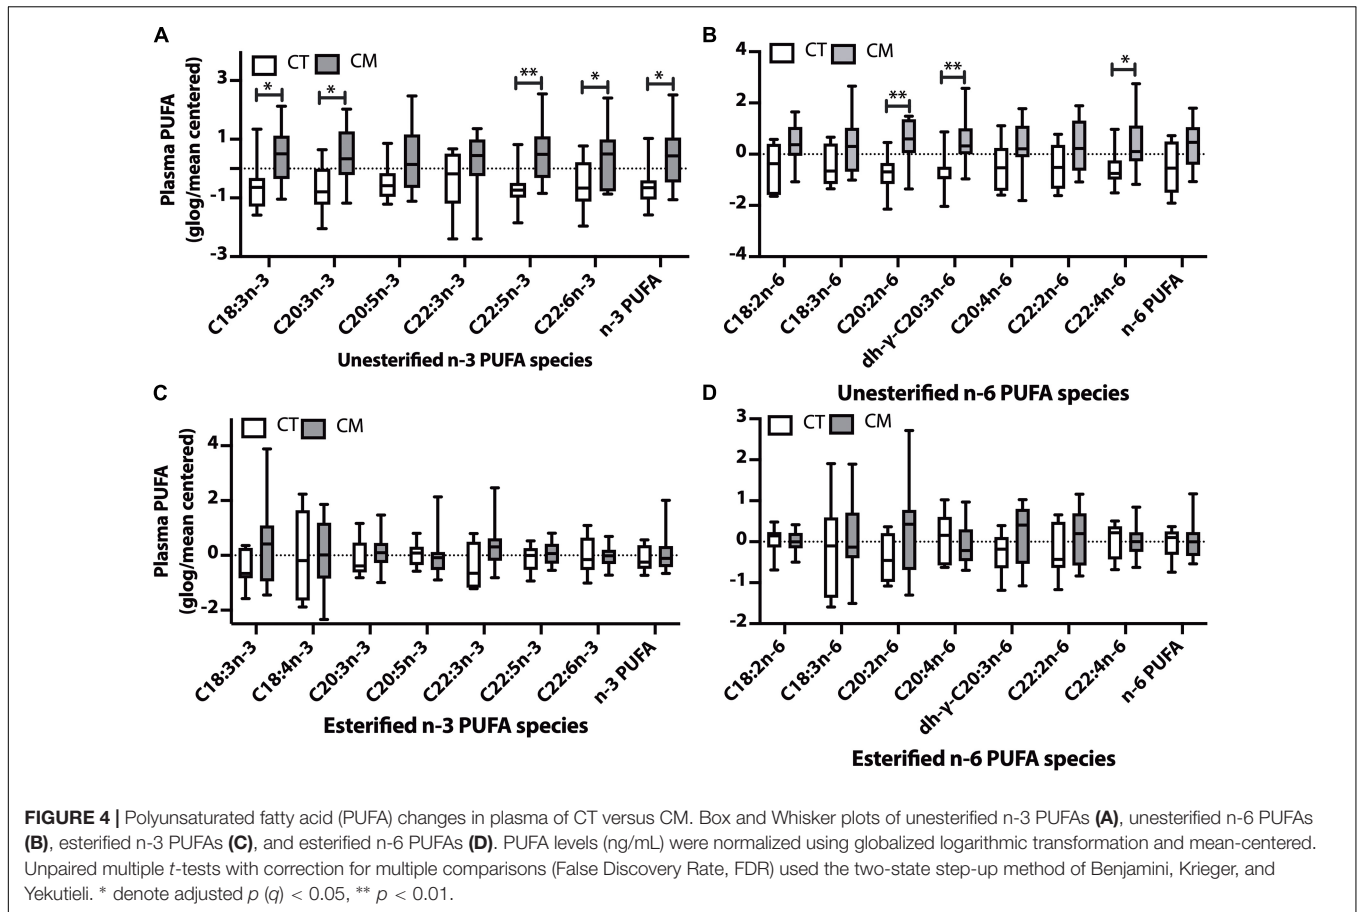 A
CT CM
Plasma PUFA
(glog/mean centered)
3
1
-1
-3
* * ** * *
C18:3n-3
C20:3n-3
C20:5n-3
C22:3n-3
C22:5n-3
C22:6n-3
n-3 PUFA
Unesterified n-3 PUFA species
B
CT CM
4
2
0
-2
-4
** ** *
C18:2n-6
C18:3n-6
C20:2n-6
dh-γ-C20:3n-6
C20:4n-6
C22:2n-6
C22:4n-6
n-6 PUFA
Unesterified n-6 PUFA species
C
CT CM
Plasma PUFA
(glog/mean centered)
4
2
0
-2
C18:3n-3
C18:4n-3
C20:3n-3
C20:5n-3
C22:3n-3
C22:5n-3
C22:6n-3
n-3 PUFA
Esterified n-3 PUFA species
D
CT CM
3
2
1
0
-1
-2
C18:2n-6
C18:3n-6
C20:2n-6
C20:4n-6
dh-γ-C20:3n-6
C22:2n-6
C22:4n-6
n-6 PUFA
Esterified n-6 PUFA species
FIGURE 4 | Polyunsaturated fatty acid (PUFA) changes in plasma of CT versus CM. Box and Whisker plots of unesterified n-3 PUFAs (A), unesterified n-6 PUFAs
(B), esterified n-3 PUFAs (C), and esterified n-6 PUFAs (D). PUFA levels (ng/mL) were normalized using globalized logarithmic transformation and mean-centered.
Unpaired multiple t-tests with correction for multiple comparisons (False Discovery Rate, FDR) used the two-state step-up method of Benjamini, Krieger, and
Yekutieli. * denote adjusted p (q) < 0.05, ** p < 0.01.